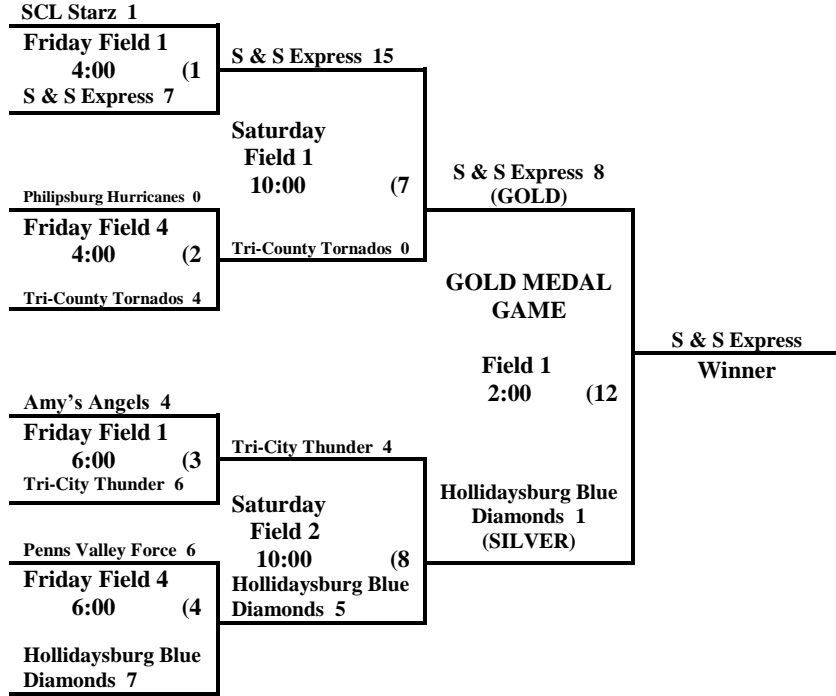 SCL Starz 1
Friday Field 1
4:00 (1
S & S Express 7
Philipsburg Hurricanes 0
Friday Field 4
4:00 (2
Tri-County Tornados 4
Amy's Angels 4
Friday Field 1
6:00 (3
Tri-City Thunder 6
Penns Valley Force 6
Friday Field 4
6:00 (4
Hollidaysburg Blue
Diamonds 7
S & S Express 15
Saturday
Field 1
10:00 (7
Tri-County Tornados 0
Tri-City Thunder 4
Saturday
Field 2
10:00 (8
Hollidaysburg Blue
Diamonds 5
S & S Express 8
(GOLD)
GOLD MEDAL
GAME
Field 1
2:00 (12
Hollidaysburg Blue
Diamonds 1
(SILVER)
S & S Express
Winner